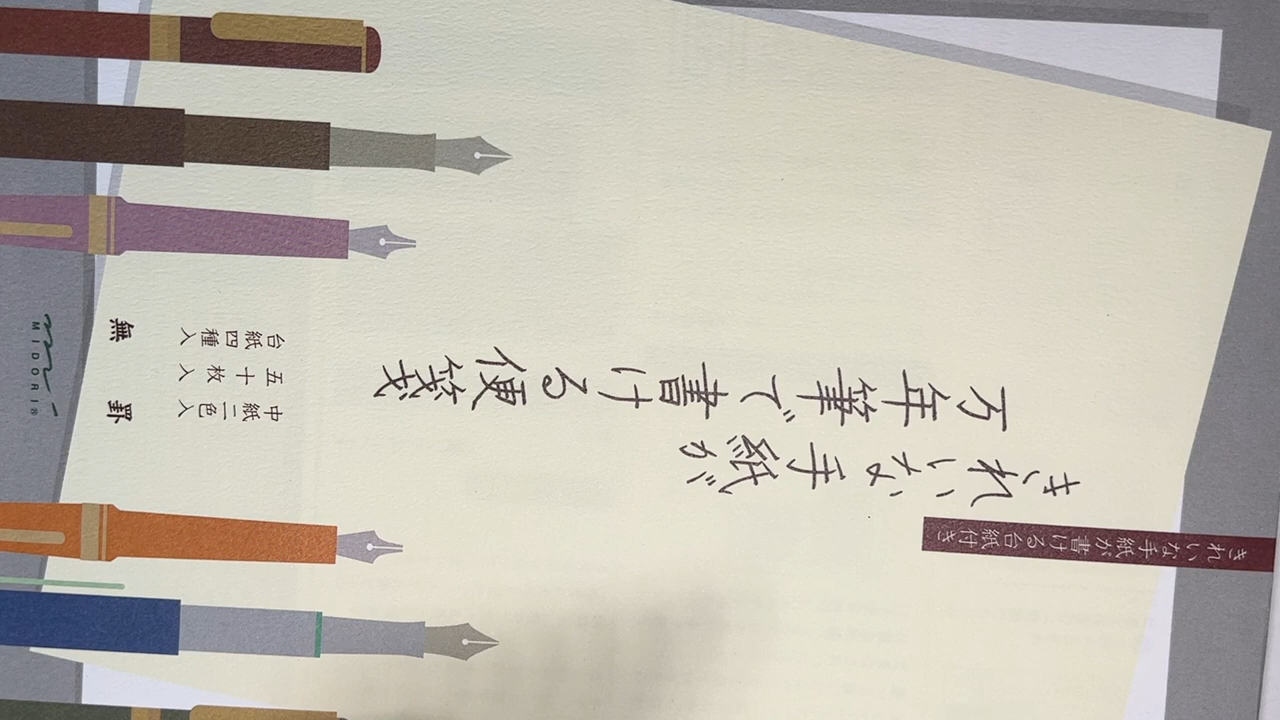 きれいな手紙が書ける台紙付き
きれいな手紙が
万年筆で書ける便箋
中紙二色入
五十枚入
台紙四種入
無罫
MIDORI®